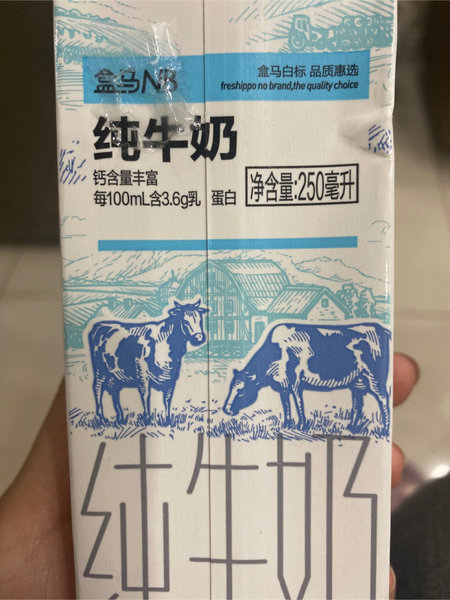 盒马NB
盒马白标 品质惠选
freshippo no brand,the quality choice
纯牛奶
钙含量丰富
每100mL含3.6g乳 蛋白
净含量:250毫升
纯牛奶